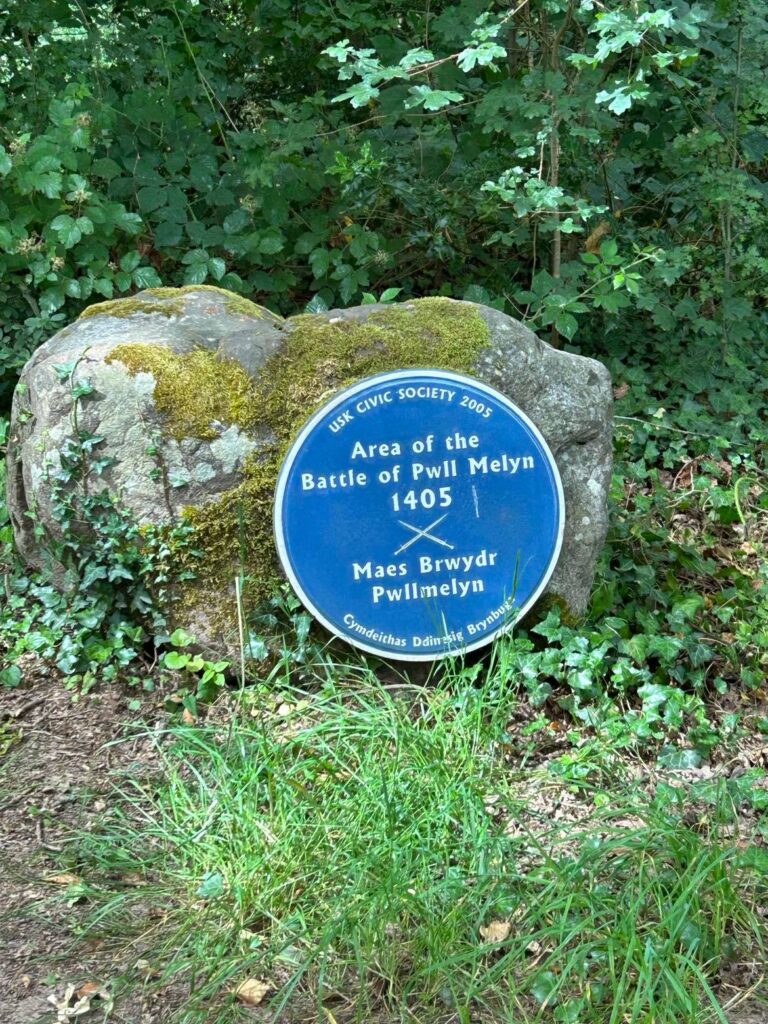 USK CIVIC SOCIETY 2005
Area of the
Battle of Pwll Melyn
1405
Maes Brwydr
Pwllmelyn
Cymdeithas Ddinesig Brynbuga